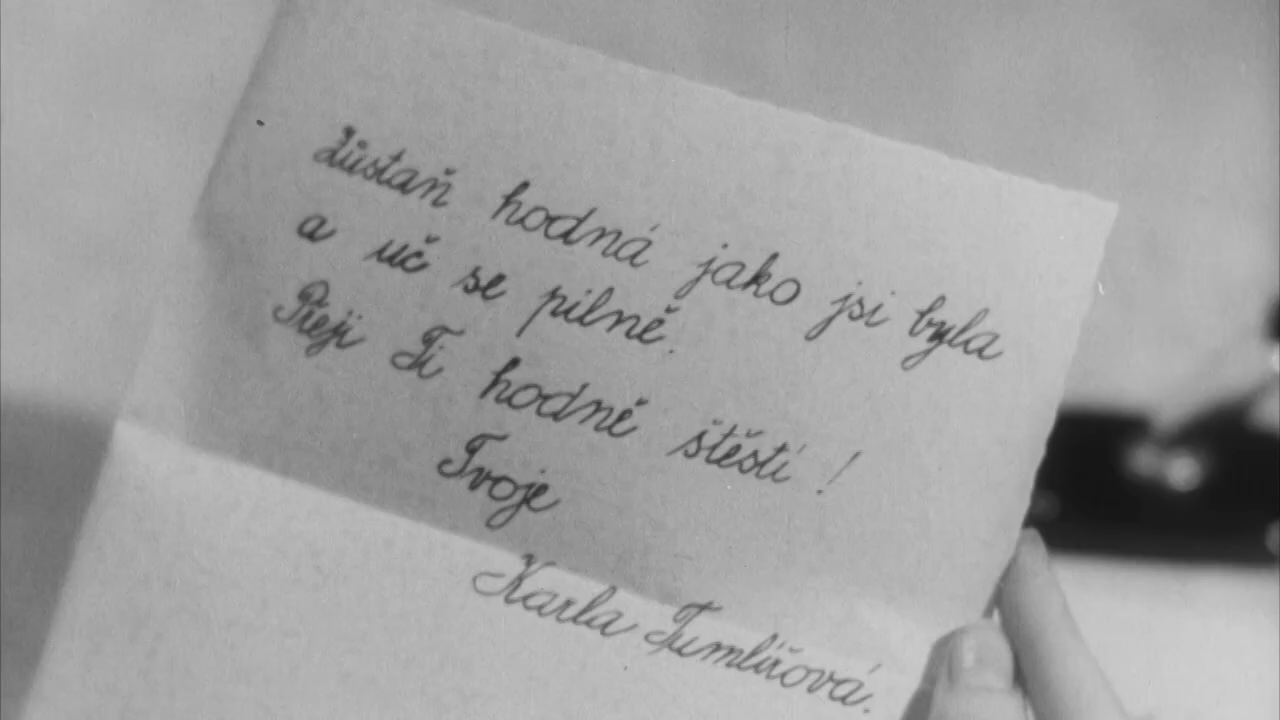 Zůstaň hodná jako jsi byla
a uč se pilně.
Přeji Ti hodně štěstí!
Tvoje
Karla Tumlířová.